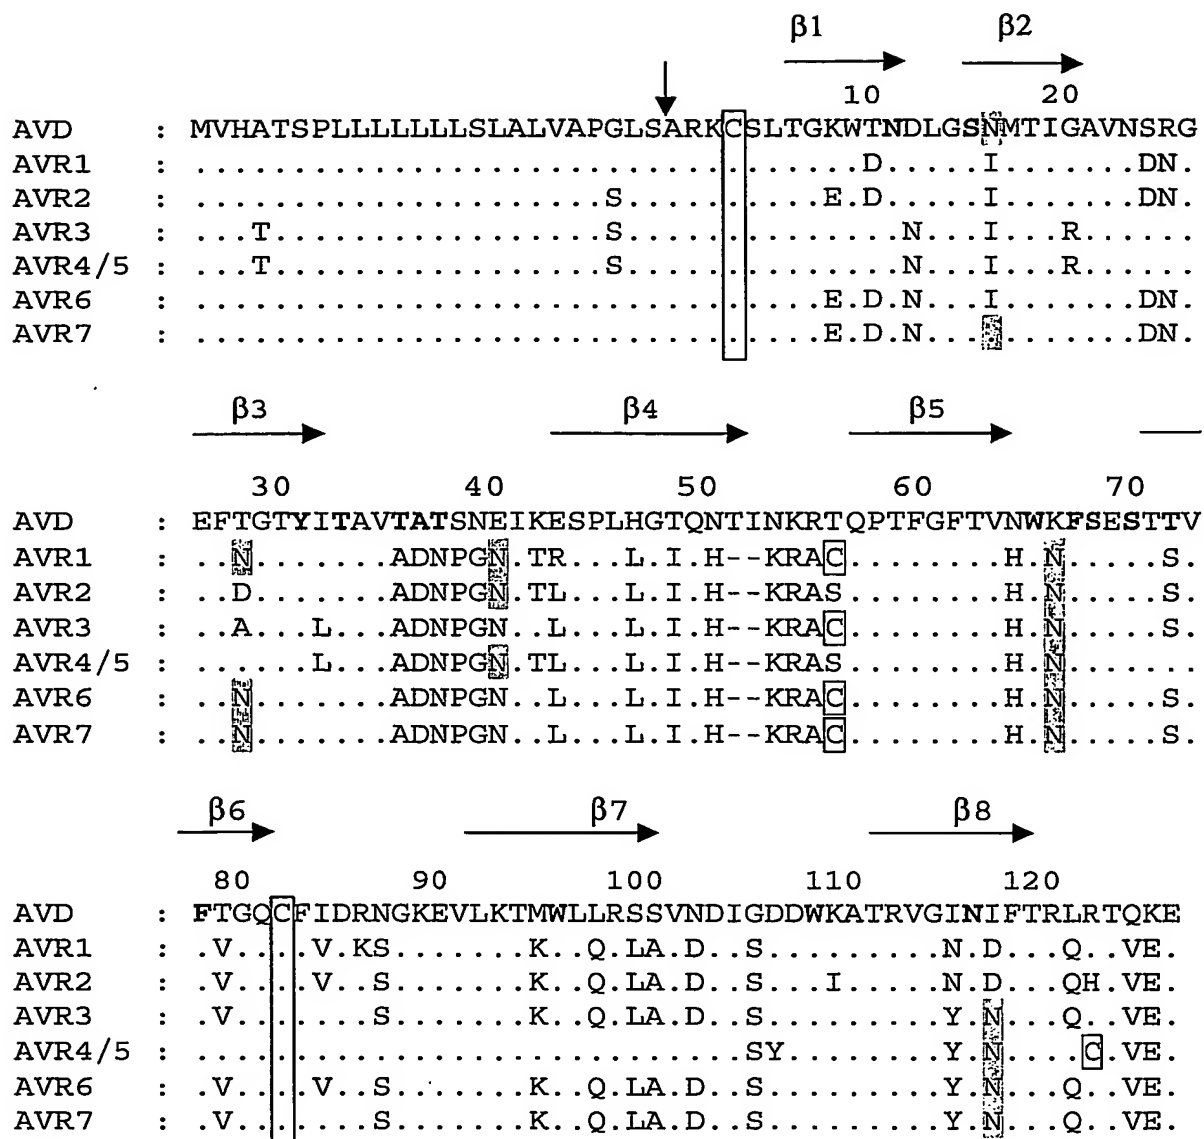 β1 β2
10 20
AVD : MVHATSPLLLLLLLSLALVAPGLSARKCSLTGKWTNDLGSNMTIGAVNSRG
AVR1 : ...................................D.....I.......DN.
AVR2 : .....................S...........E.D.....I.......DN.
AVR3 : ...T.................S...............N...I...R......
AVR4/5 : ...T.................S...............N...I...R......
AVR6 : .................................E.D.N...I.......DN.
AVR7 : .................................E.D.N...........DN.
β3 β4 β5
30 40 50 60 70
AVD : EFTGTYITAVTATSNEIKESPLHGTQNTINKRTQPTFGFTVNWKFSESTTV
AVR1 : ..N.......ADNPGN.TR...L.I.H--KRAC........H.N.....S.
AVR2 : ..D.......ADNPGN.TL...L.I.H--KRAS........H.N.....S.
AVR3 : ..A...L...ADNPGN..L...L.I.H--KRAC........H.N.....S.
AVR4/5 : ......L...ADNPGN.TL...L.I.H--KRAS........H.N.......
AVR6 : ..N.......ADNPGN..L...L.I.H--KRAC........H.N.....S.
AVR7 : ..N.......ADNPGN..L...L.I.H--KRAC........H.N.....S.
β6 β7 β8
80 90 100 110 120
AVD : FTGQCFIDRNGKEVLKTMWLLRSSVNDIGDDWKATRVGINIFTRLRTQKE
AVR1 : .V....V.KS.......K..Q.LA.D..S.........N.D...Q..VE.
AVR2 : .V....V..S.......K..Q.LA.D..S...I.....N.D...QH.VE.
AVR3 : .V.......S.......K..Q.LA.D..S.........Y.N...Q..VE.
AVR4/5 : ............................SY........Y.N....C.VE.
AVR6 : .V....V..S.......K..Q.LA.D..S.........Y.N...Q..VE.
AVR7 : .V.......S.......K..Q.LA.D..S.........Y.N...Q..VE.